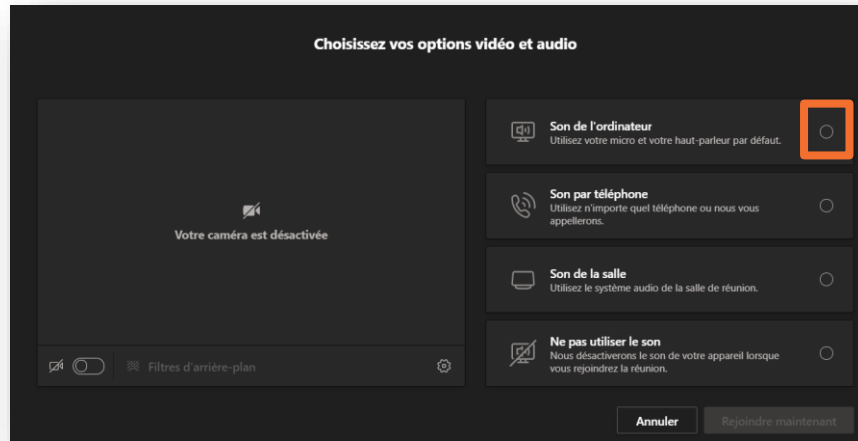 Choisissez vos options vidéo et audio
Votre caméra est désactivée
Filtres d'arrière-plan
Son de l'ordinateur
Utilisez votre micro et votre haut-parleur par défaut.
Son par téléphone
Utilisez n'importe quel téléphone ou nous vous
appellerons.
Son de la salle
Utilisez le système audio de la salle de réunion.
Ne pas utiliser le son
Nous désactiverons le son de votre appareil lorsque
vous rejoindrez la réunion.
Annuler
Rejoindre maintenant